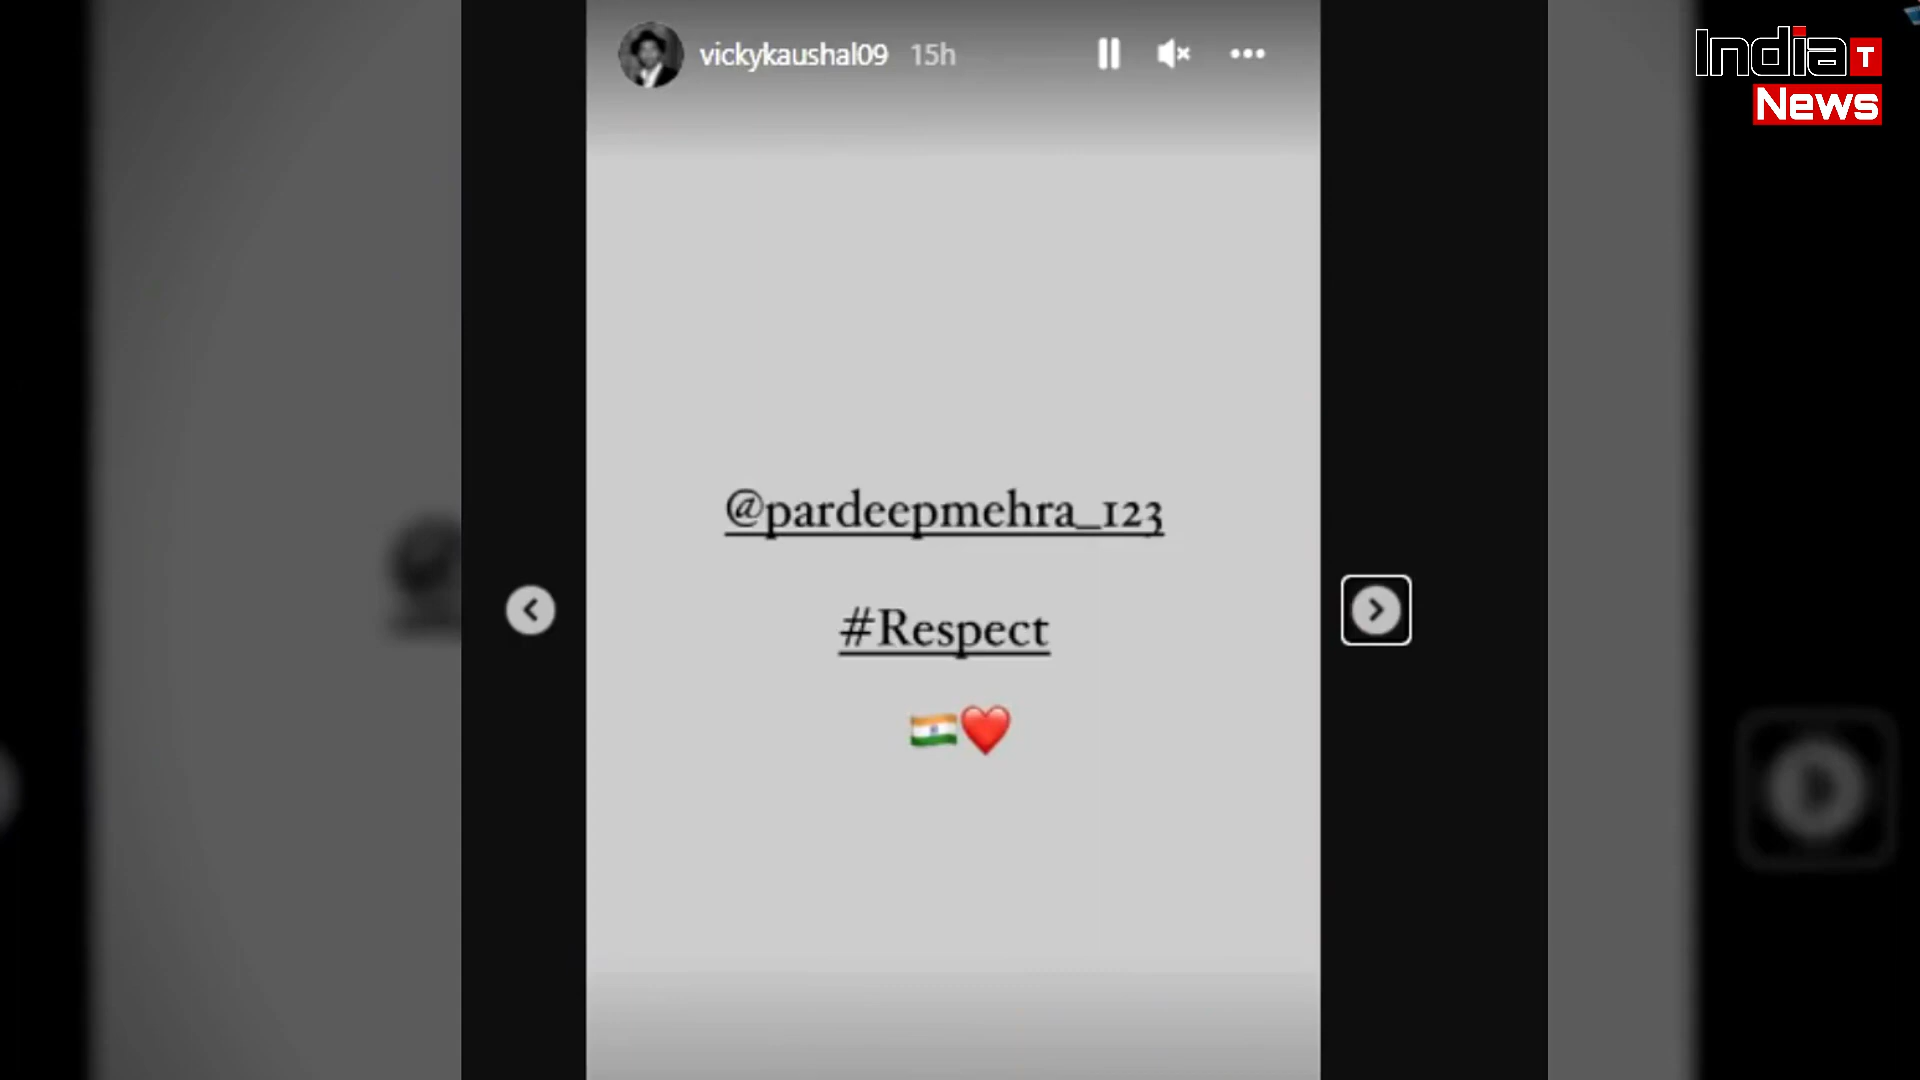 vickykaushal09 15h
India T
News
@pardeepmehra_123
#Respect
🇮🇳❤️